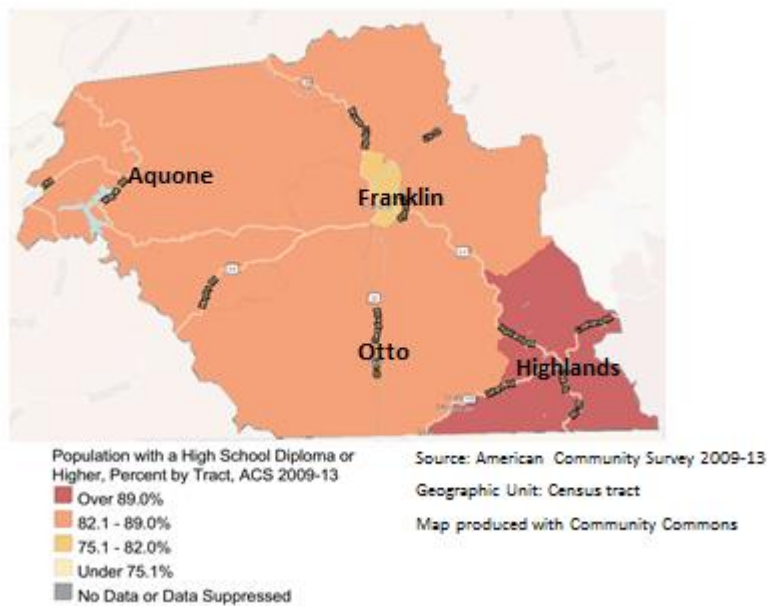 Aquone
Franklin
Otto
Highlands
Population with a High School Diploma or
Higher, Percent by Tract, ACS 2009-13
Over 89.0%
82.1 - 89.0%
75.1 - 82.0%
Under 75.1%
No Data or Data Suppressed
Source: American Community Survey 2009-13
Geographic Unit: Census tract
Map produced with Community Commons